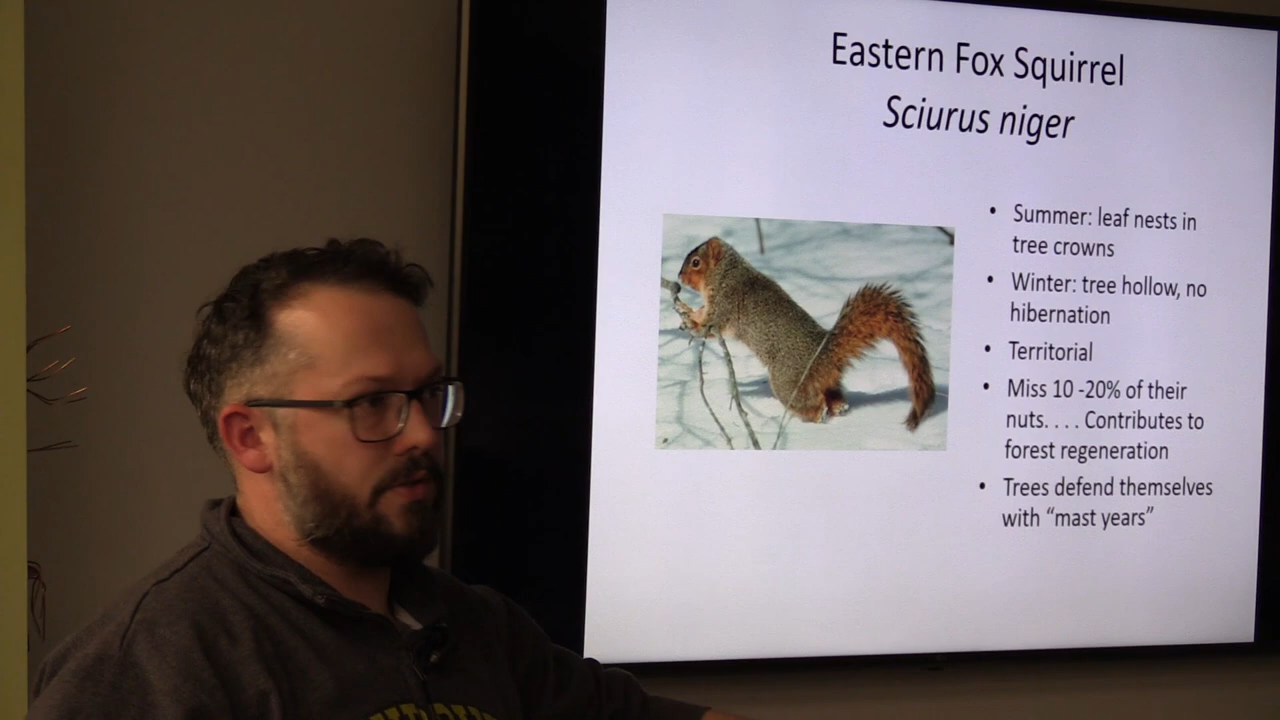 Eastern Fox Squirrel
Sciurus niger
• Summer: leaf nests in
tree crowns
• Winter: tree hollow, no
hibernation
• Territorial
• Miss 10 -20% of their
nuts. . . . Contributes to
forest regeneration
• Trees defend themselves
with “mast years”